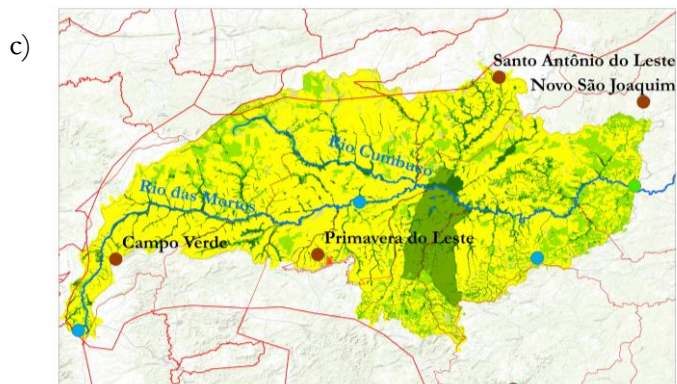 c)
Santo Antônio do Leste
Novo São Joaquim
Rio Cumbuco
Rio das Mortes
Campo Verde
Primavera do Leste